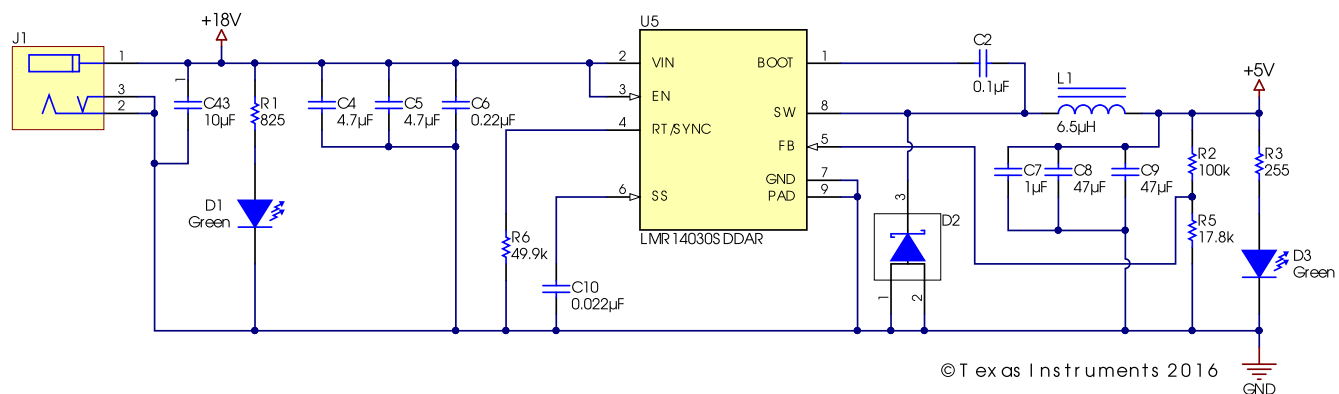 J1
1
3
2
+18V
1
C43
10µF
R1
825
D1
Green
C4
4.7µF
C5
4.7µF
C6
0.22µF
R6
49.9k
C10
0.022µF
U5
2
VIN
3
EN
4
RT/SYNC
6
SS
BOOT
1
SW
8
FB
5
GND
7
PAD
9
LMR14030SDDAR
C2
0.1µF
L1
6.5µH
3
D2
1
2
C7
1µF
C8
47µF
C9
47µF
R2
100k
R5
17.8k
+5V
R3
255
D3
Green
GND
©Texas Instruments 2016